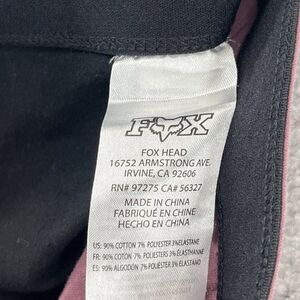 FOX
FOX HEAD
16752 ARMSTRONG AVE.
IRVINE, CA 92606
RN# 97275 CA# 56327
MADE IN CHINA
FABRIQUÉ EN CHINE
HECHO EN CHINA
US: 90% COTTON 7% POLYESTER 3% ELASTANE
FR: 90% COTON 7% POLYESTERS 3% ÉLASTHANNE
ES: 90% ALGODÓN 7% POLIÉSTER 3% ELASTANO